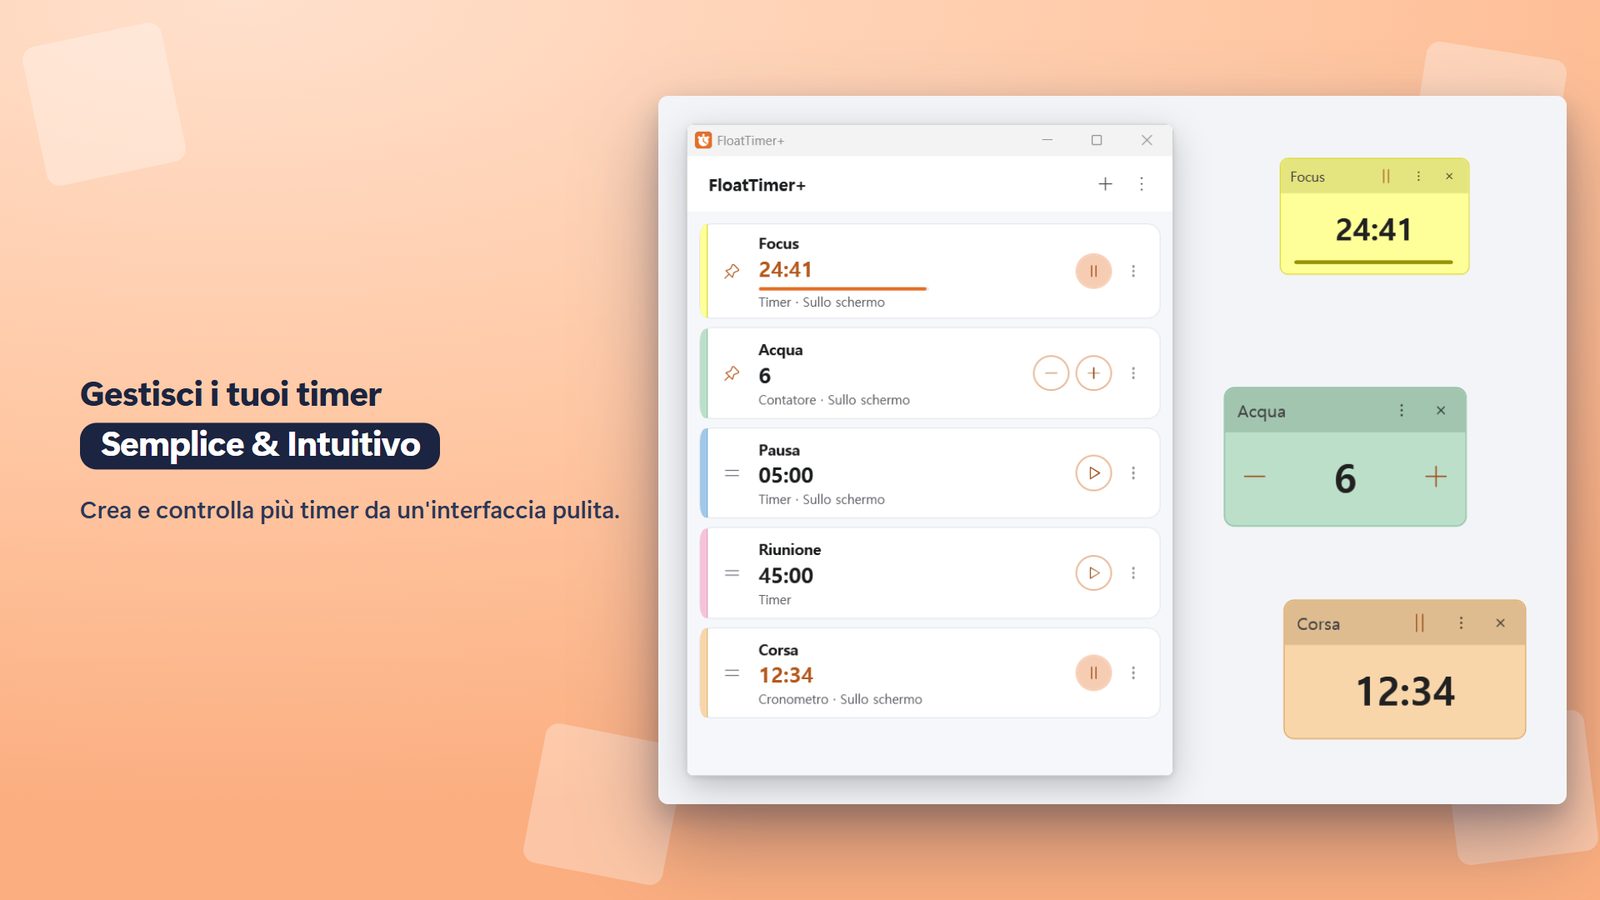 Gestisci i tuoi timer
Semplice & Intuitivo
Crea e controlla più timer da un'interfaccia pulita.
FloatTimer+
FloatTimer+
Focus
24:41
Timer · Sullo schermo
Acqua
6
Contatore · Sullo schermo
Pausa
05:00
Timer · Sullo schermo
Riunione
45:00
Timer
Corsa
12:34
Cronometro · Sullo schermo
Focus
24:41
Acqua
6
Corsa
12:34